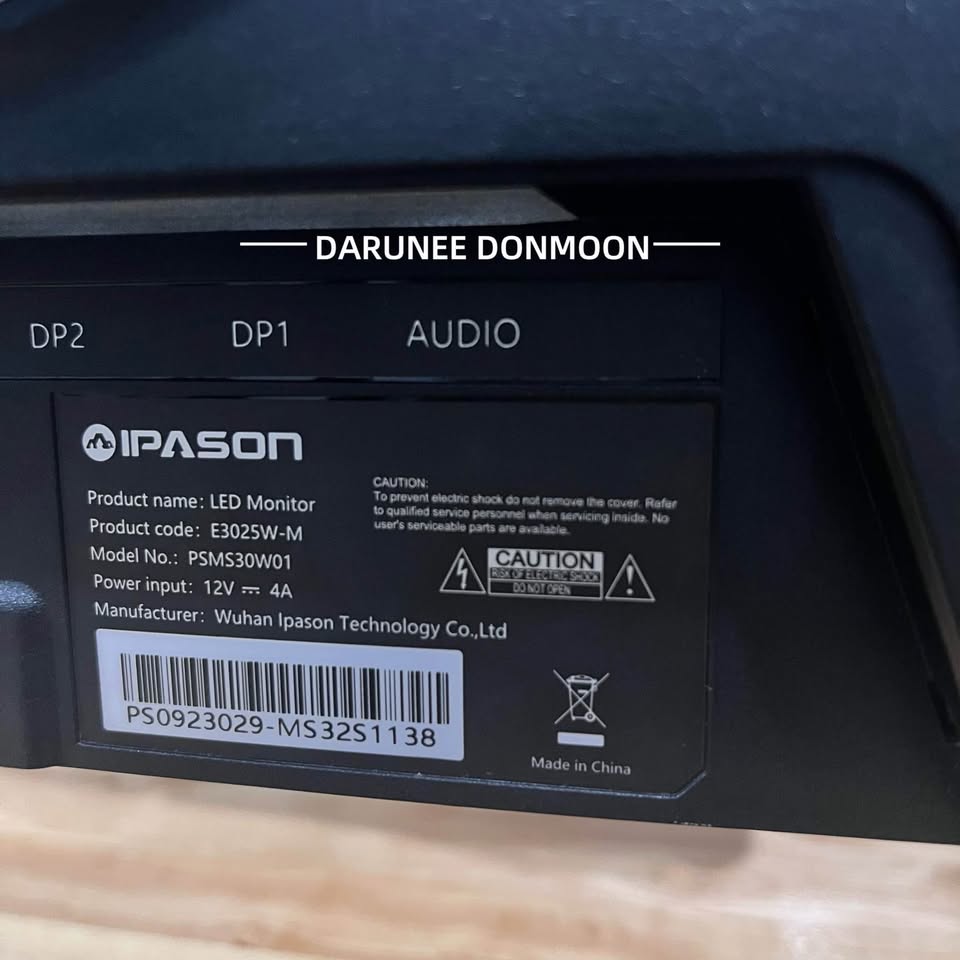 DARUNEE DONMOON
DP2 DP1 AUDIO
IPASON
Product name: LED Monitor
Product code: E3025W-M
Model No.: PSMS30W01
Power input: 12V ⎓ 4A
Manufacturer: Wuhan Ipason Technology Co.,Ltd
PS0923029-MS32S1138
CAUTION:
To prevent electric shock do not remove the cover. Refer
to qualified service personnel when servicing inside. No
user's serviceable parts are available.
CAUTION
RISK OF ELECTRIC SHOCK
DO NOT OPEN
Made in China